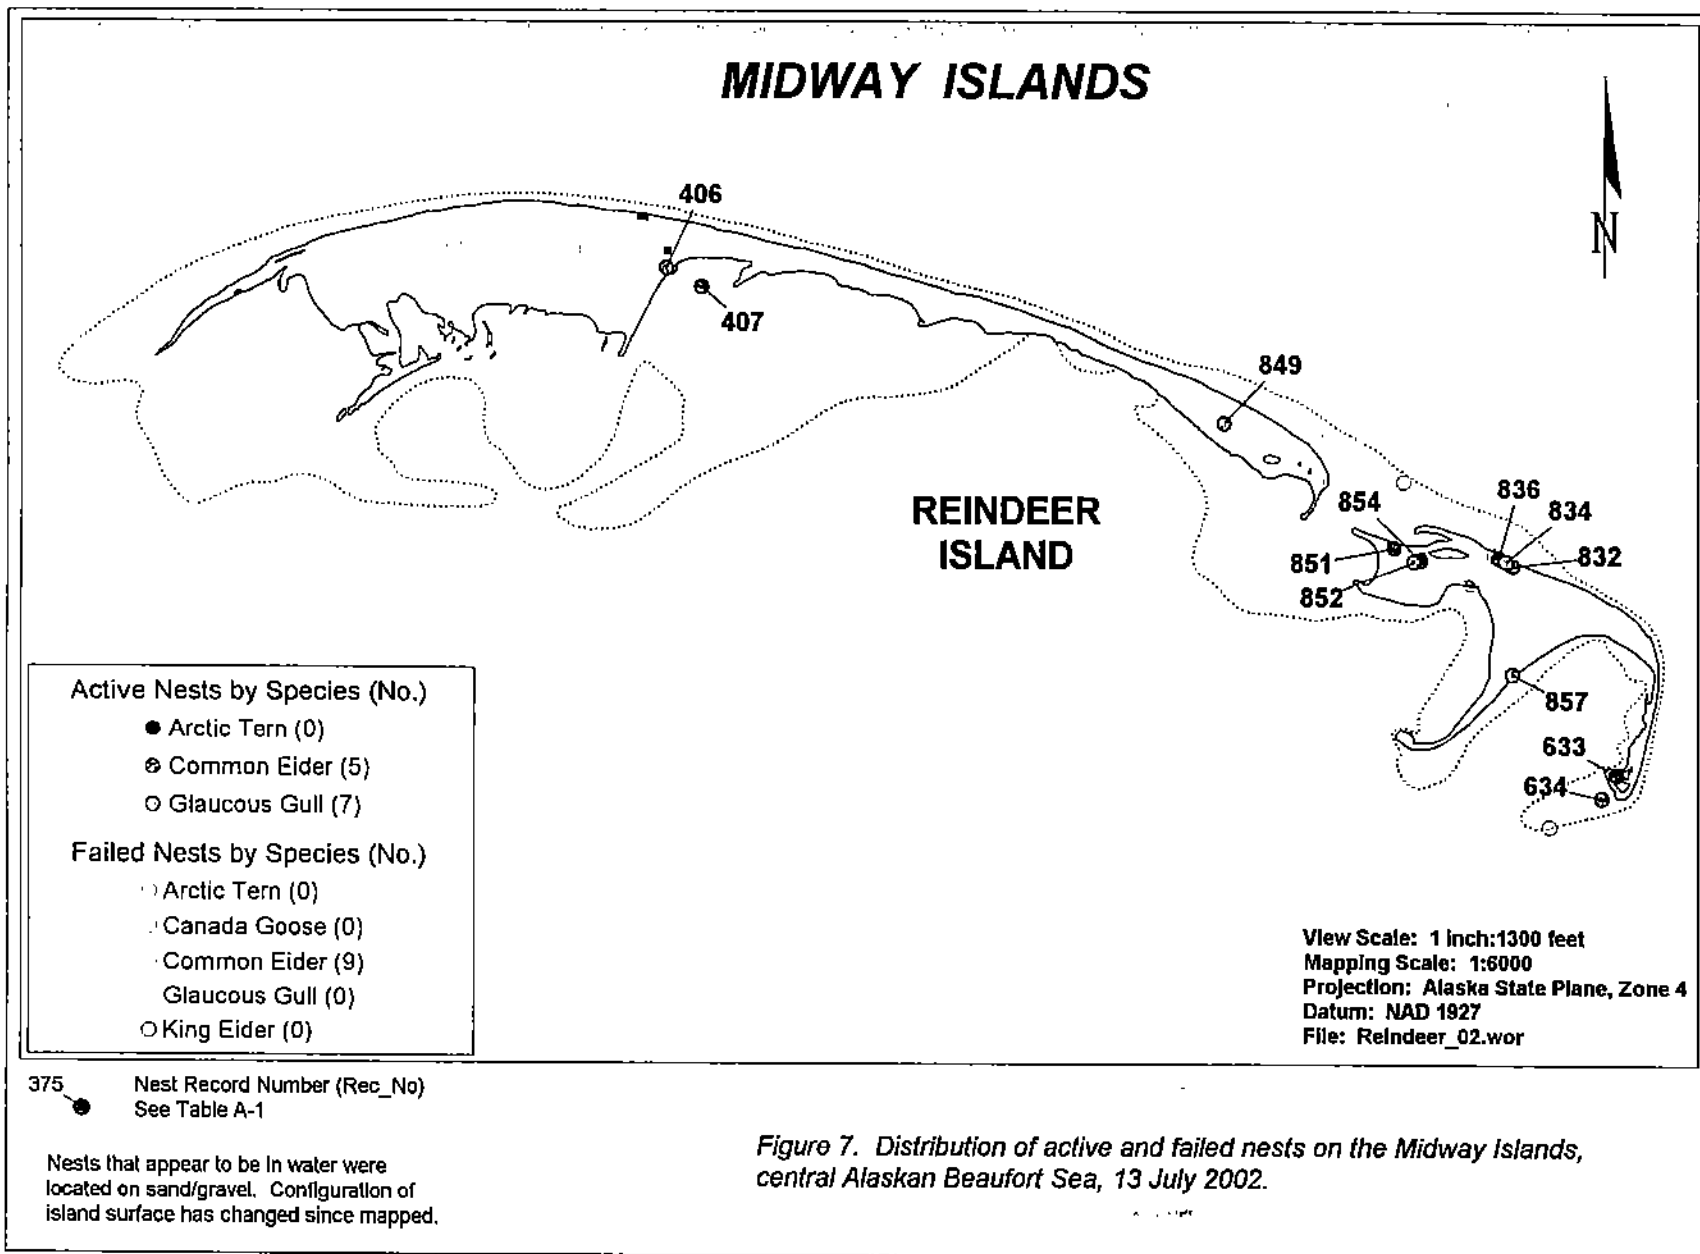 MIDWAY ISLANDS
N
406
407
849
REINDEER
ISLAND
854
836
834
851
832
852
857
633
634
Active Nests by Species (No.)
Arctic Tern (0)
Common Eider (5)
Glaucous Gull (7)
Failed Nests by Species (No.)
Arctic Tern (0)
Canada Goose (0)
Common Eider (9)
Glaucous Gull (0)
King Eider (0)
View Scale: 1 inch:1300 feet
Mapping Scale: 1:6000
Projection: Alaska State Plane, Zone 4
Datum: NAD 1927
File: Reindeer_02.wor
375 Nest Record Number (Rec_No)
See Table A-1
Nests that appear to be in water were
located on sand/gravel. Configuration of
island surface has changed since mapped.
Figure 7. Distribution of active and failed nests on the Midway Islands,
central Alaskan Beaufort Sea, 13 July 2002.